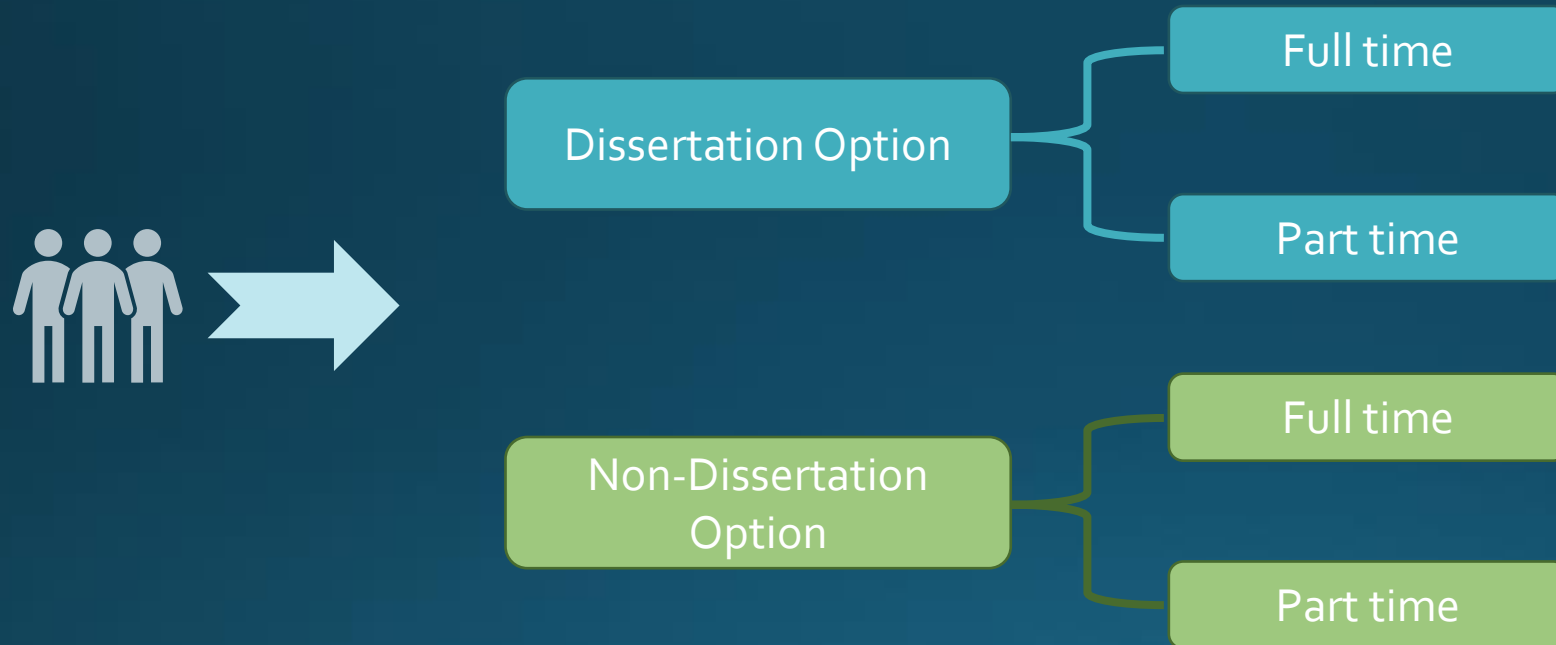 Dissertation Option
Full time
Part time
Non-Dissertation
Option
Full time
Part time